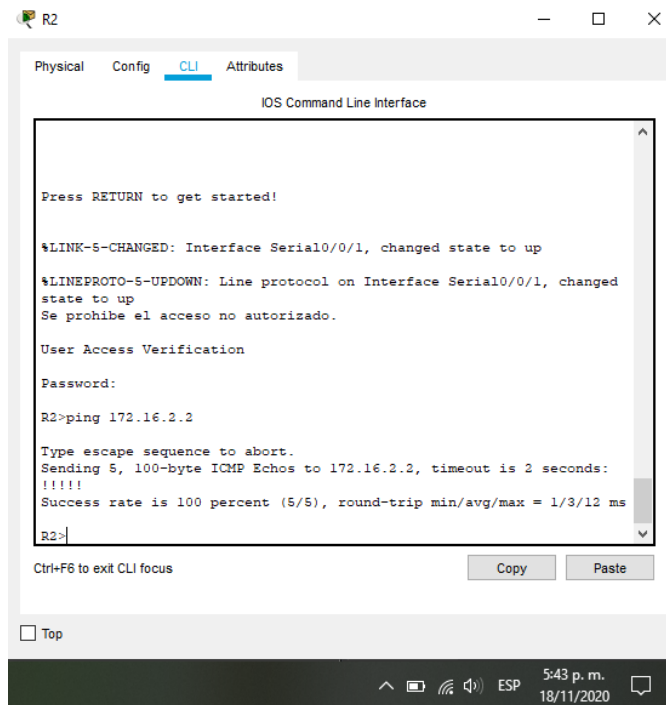 R2
Physical Config CLI Attributes
IOS Command Line Interface
Press RETURN to get started!
%LINK-5-CHANGED: Interface Serial0/0/1, changed state to up
%LINEPROTO-5-UPDOWN: Line protocol on Interface Serial0/0/1, changed
state to up
Se prohibe el acceso no autorizado.
User Access Verification
Password:
R2>ping 172.16.2.2
Type escape sequence to abort.
Sending 5, 100-byte ICMP Echos to 172.16.2.2, timeout is 2 seconds:
!!!!!
Success rate is 100 percent (5/5), round-trip min/avg/max = 1/3/12 ms
R2>
Ctrl+F6 to exit CLI focus
Copy Paste
Top
ESP
5:43 p. m.
18/11/2020